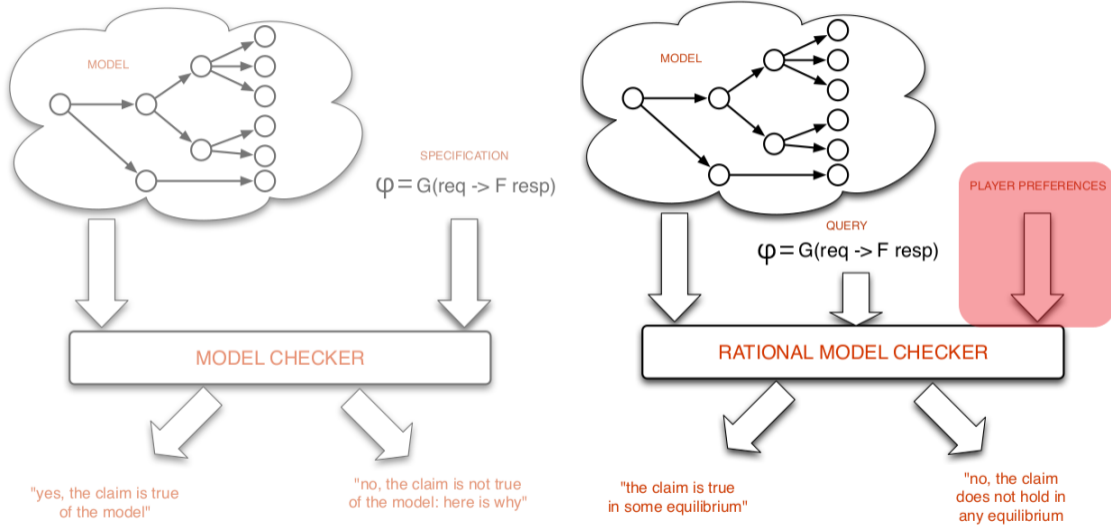 MODEL
SPECIFICATION
φ= G(req -> F resp)
MODEL CHECKER
"yes, the claim is true
of the model"
"no, the claim is not true
of the model: here is why"
MODEL
PLAYER PREFERENCES
QUERY
φ= G(req -> F resp)
RATIONAL MODEL CHECKER
"the claim is true
in some equilibrium"
"no, the claim
does not hold in
any equilibrium